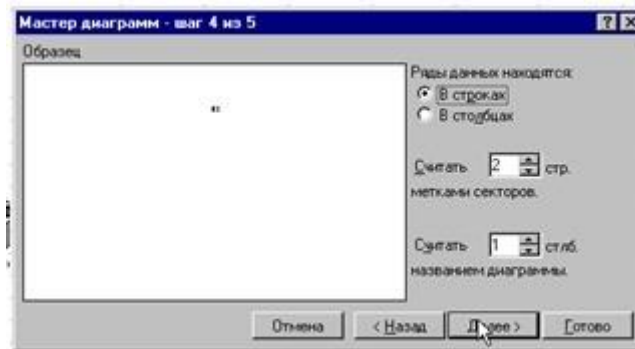 Мастер диаграмм - шаг 4 из 5
Образец
Ряды данных находятся:
В строках
В столбцах
Считать 2 стр.
метками секторов.
Считать 1 стлб.
названием диаграммы.
Отмена
< Назад
Далее >
Готово